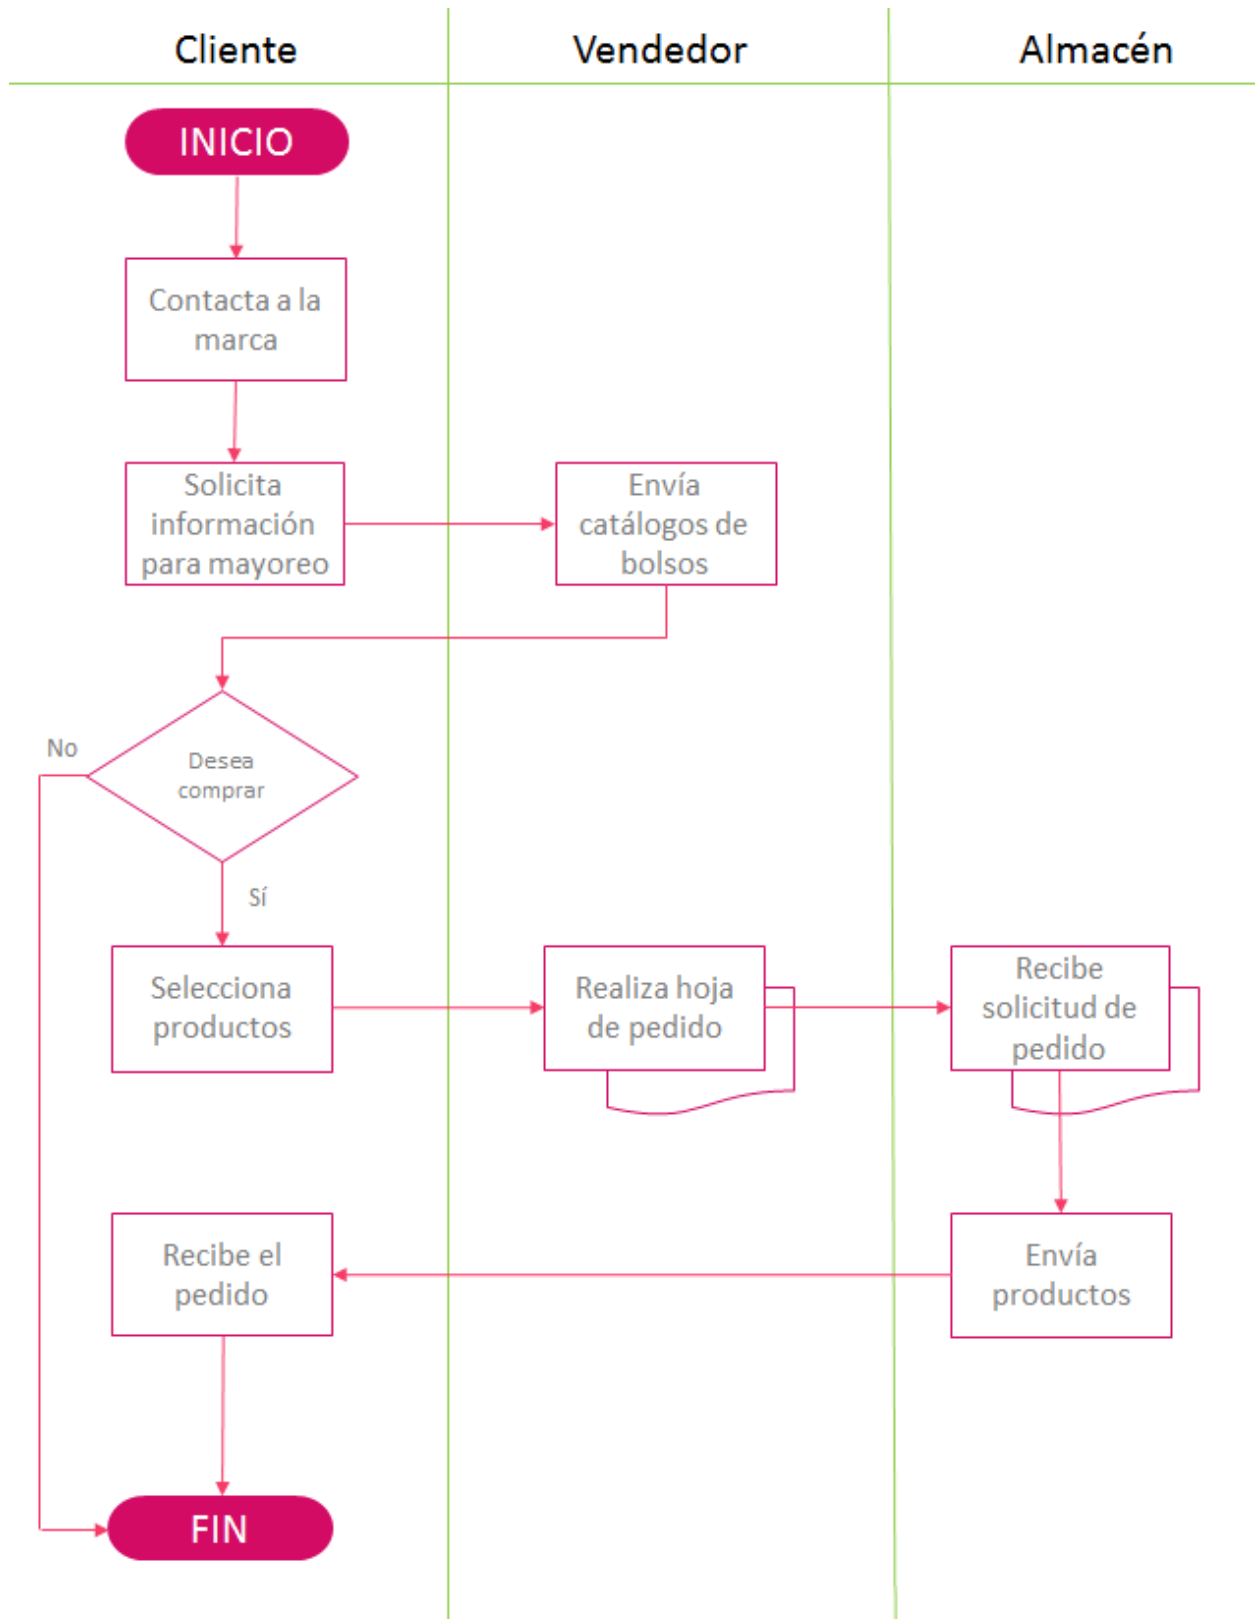 Cliente
Vendedor
Almacén
INICIO
Contacta a la
marca
Solicita
información
para mayoreo
Envía
catálogos de
bolsos
No
Desea
comprar
Sí
Selecciona
productos
Realiza hoja
de pedido
Recibe
solicitud de
pedido
Recibe el
pedido
Envía
productos
FIN